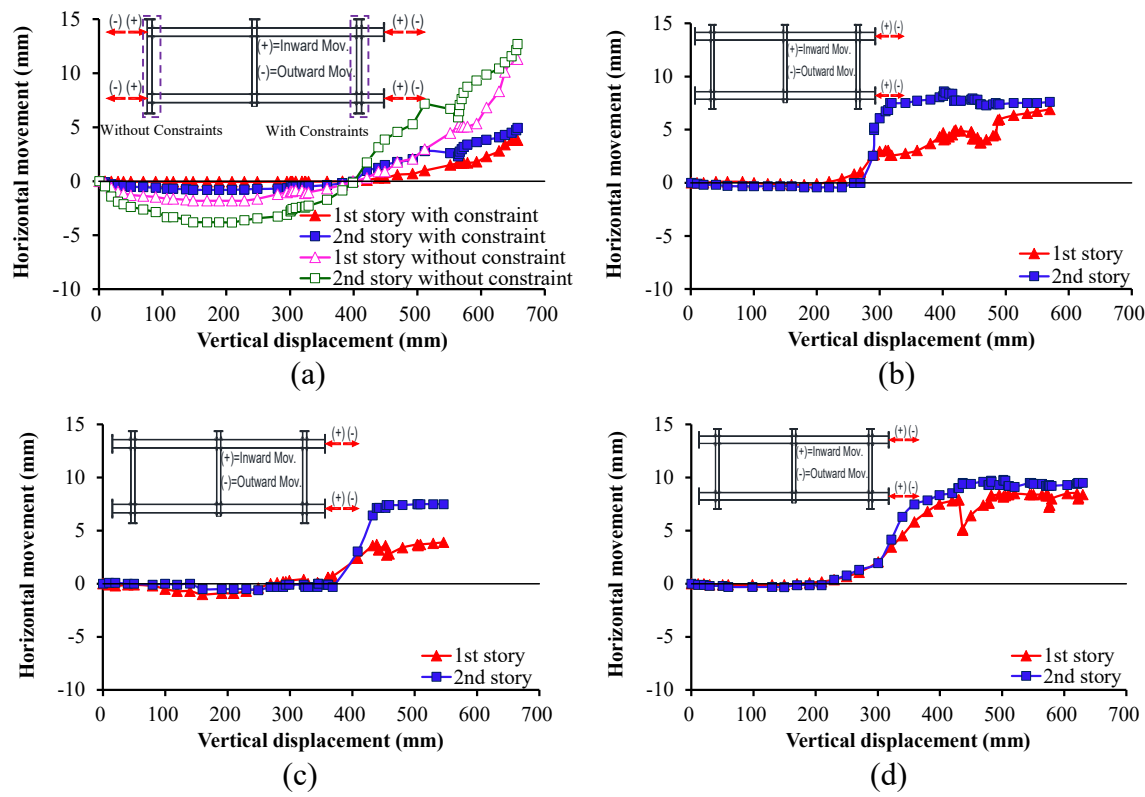 Horizontal movement (mm)
15
10
5
0
-5
-10
(-) (+)
(+) (-)
(+)=Inward Mov.
(-)=Outward Mov.
(-) (+)
(+) (-)
Without Constraints
With Constraints
1st story with constraint
2nd story with constraint
1st story without constraint
2nd story without constraint
0 100 200 300 400 500 600 700
Vertical displacement (mm)
(a)
Horizontal movement (mm)
15
10
5
0
-5
-10
(+) (-)
(+)=Inward Mov.
(-)=Outward Mov.
(+) (-)
1st story
2nd story
0 100 200 300 400 500 600 700
Vertical displacement (mm)
(b)
Horizontal movement (mm)
15
10
5
0
-5
-10
(+) (-)
(+)=Inward Mov.
(-)=Outward Mov.
(+) (-)
1st story
2nd story
0 100 200 300 400 500 600 700
Vertical displacement (mm)
(c)
Horizontal movement (mm)
15
10
5
0
-5
-10
(+) (-)
(+)=Inward Mov.
(-)=Outward Mov.
(+) (-)
1st story
2nd story
0 100 200 300 400 500 600 700
Vertical displacement (mm)
(d)